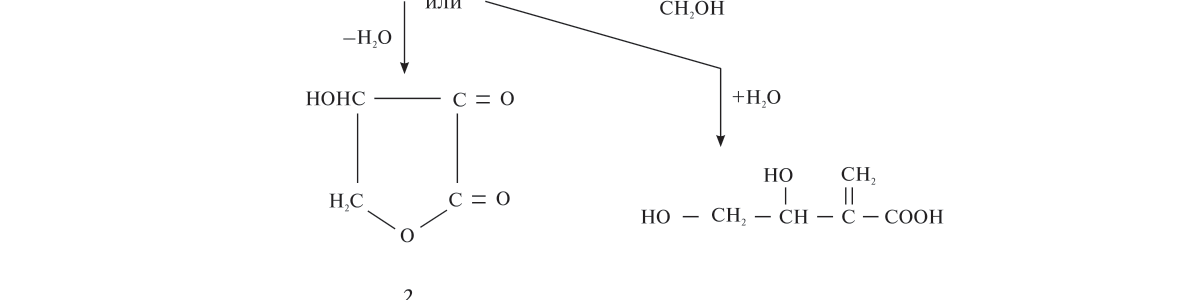 или
CH₂OH
−H₂O
HOHC — C = O
+H₂O
HO CH₂
H₂C C = O
HO — CH₂ — CH — C — COOH
O
2